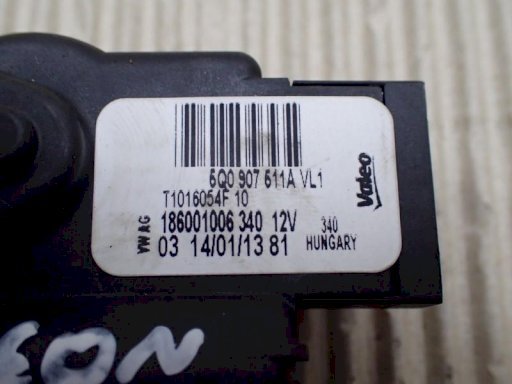 6Q0 907 511A VL1
T1016054F 10
186001006 340 12V
03 14/01/13 81
VW AG
340
HUNGARY
Valeo
EON